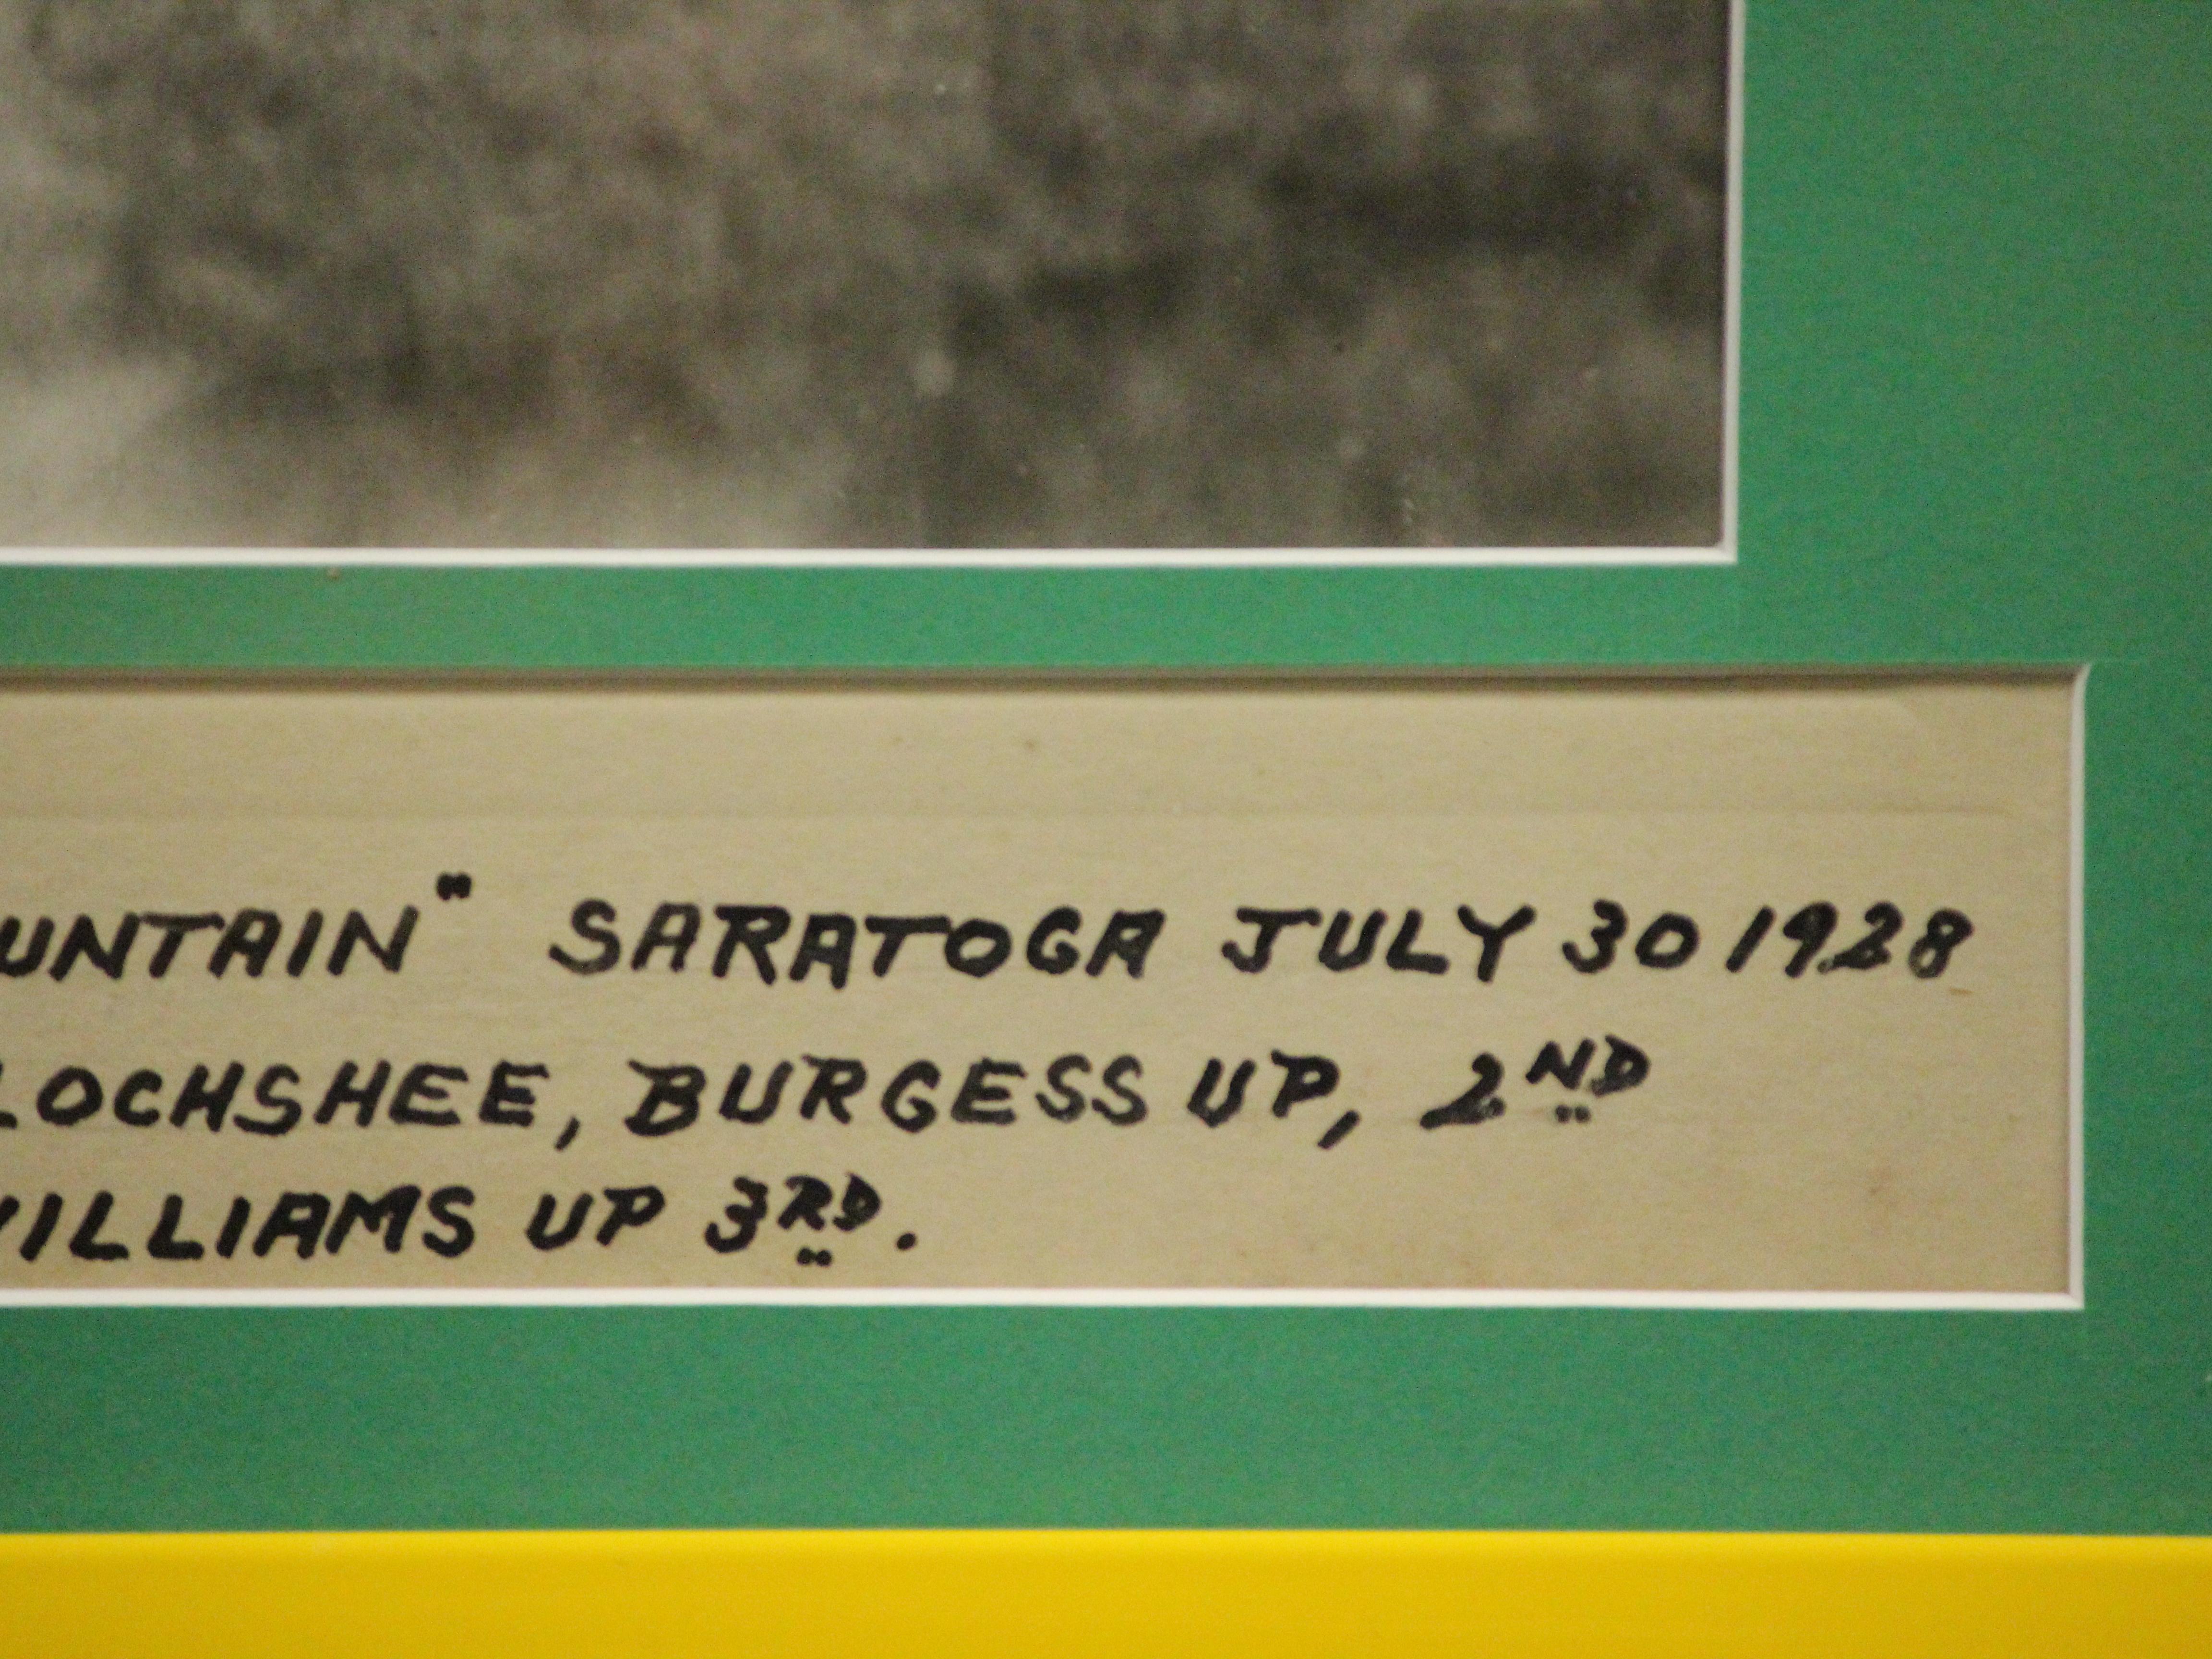 UNTAIN" SARATOGA JULY 30 1928
LOCHSHEE, BURGESS UP, 2ND
ILLIAMS UP 3RD.